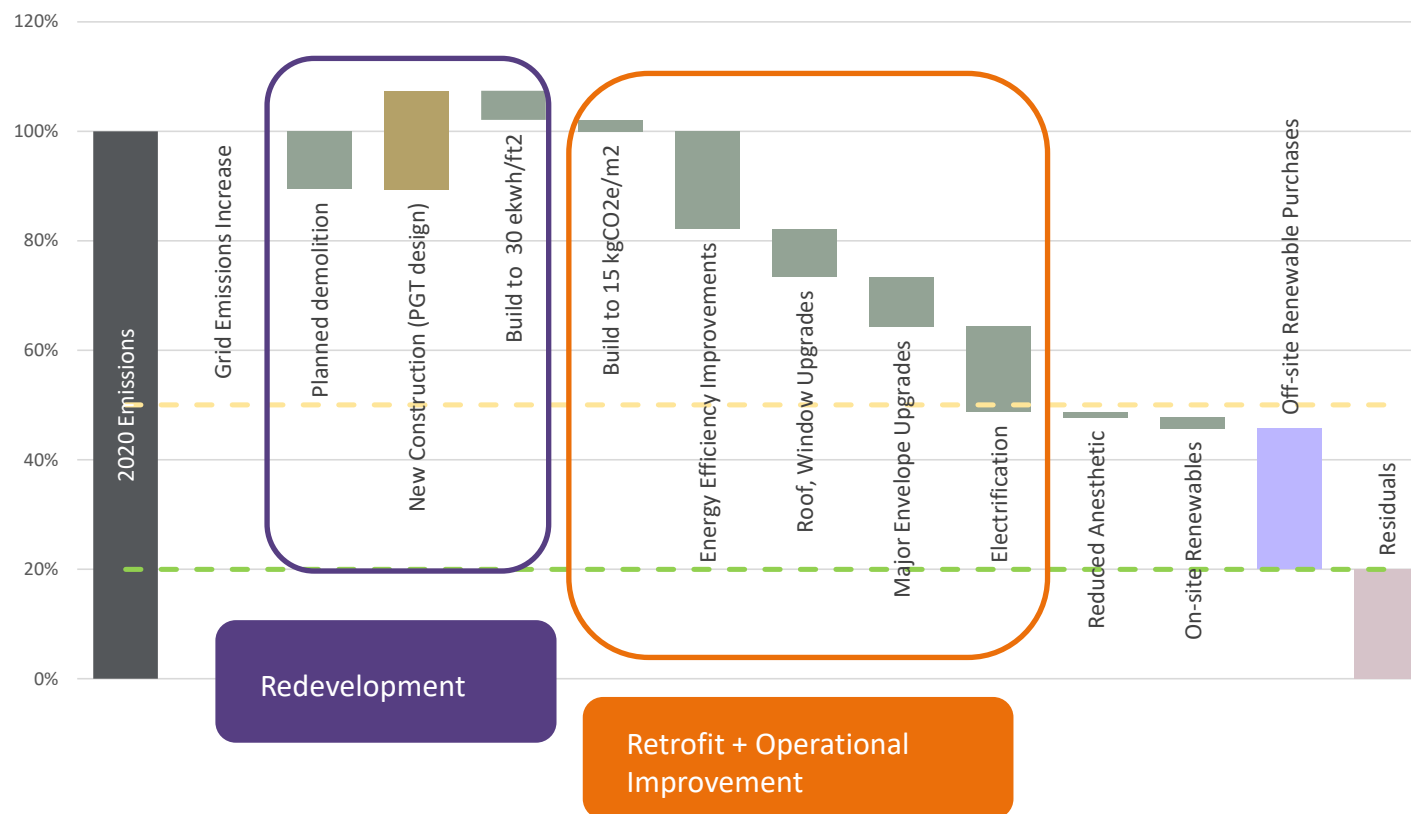 120%
100%
80%
60%
40%
20%
0%
2020 Emissions
Grid Emissions Increase
Planned demolition
New Construction (PGT design)
Build to  30 ekwh/ft2
Build to 15 kgCO2e/m2
Energy Efficiency Improvements
Roof, Window Upgrades
Major Envelope Upgrades
Electrification
Reduced Anesthetic
On-site Renewables
Off-site Renewable Purchases
Residuals
Redevelopment
Retrofit + Operational
Improvement